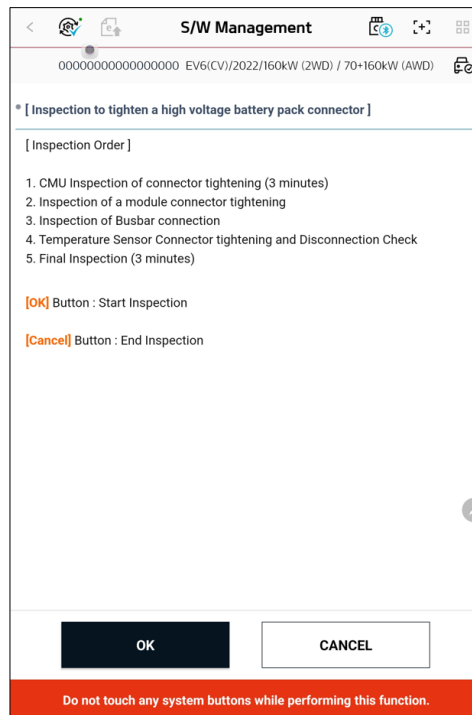 S/W Management
00000000000000000 EV6(CV)/2022/160kW (2WD) / 70+160kW (AWD)
[ Inspection to tighten a high voltage battery pack connector ]
[ Inspection Order ]
1. CMU Inspection of connector tightening (3 minutes)
2. Inspection of a module connector tightening
3. Inspection of Busbar connection
4. Temperature Sensor Connector tightening and Disconnection Check
5. Final Inspection (3 minutes)
[OK] Button : Start Inspection
[Cancel] Button : End Inspection
OK CANCEL
Do not touch any system buttons while performing this function.